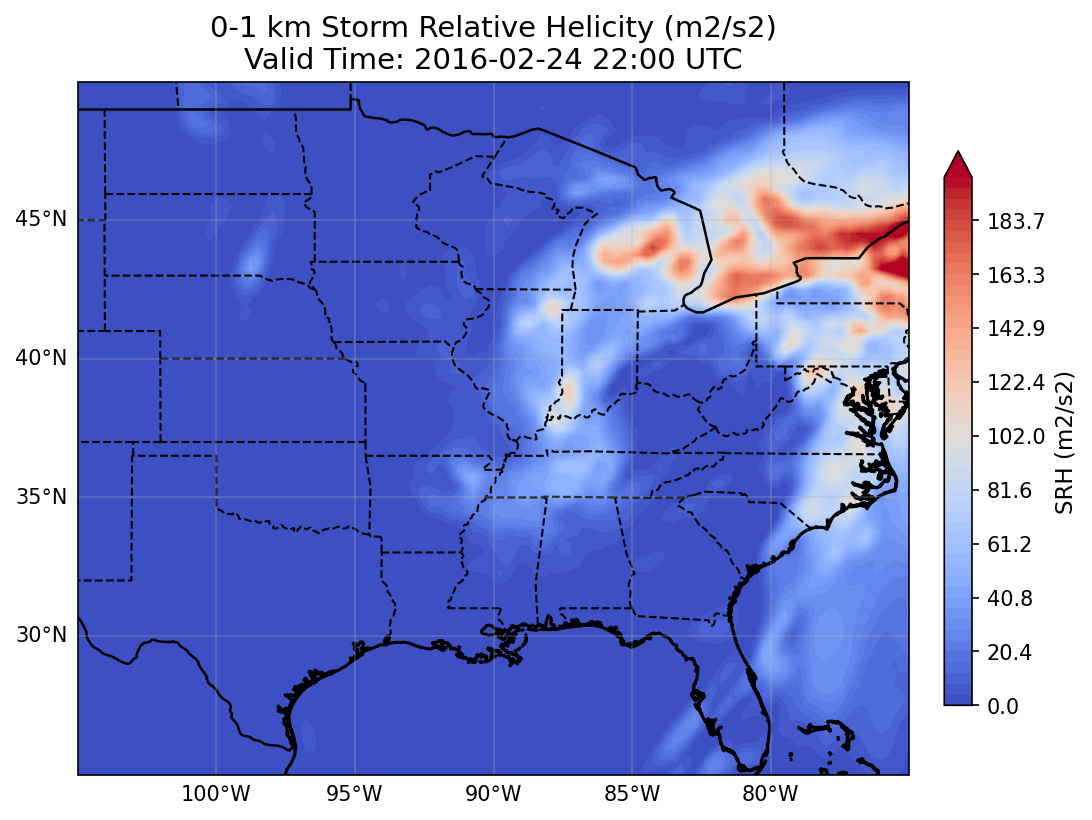 0-1 km Storm Relative Helicity (m2/s2)
Valid Time: 2016-02-24 22:00 UTC
45°N
40°N
35°N
30°N
100°W
95°W
90°W
85°W
80°W
183.7
163.3
142.9
122.4
102.0
81.6
61.2
40.8
20.4
0.0
SRH (m2/s2)